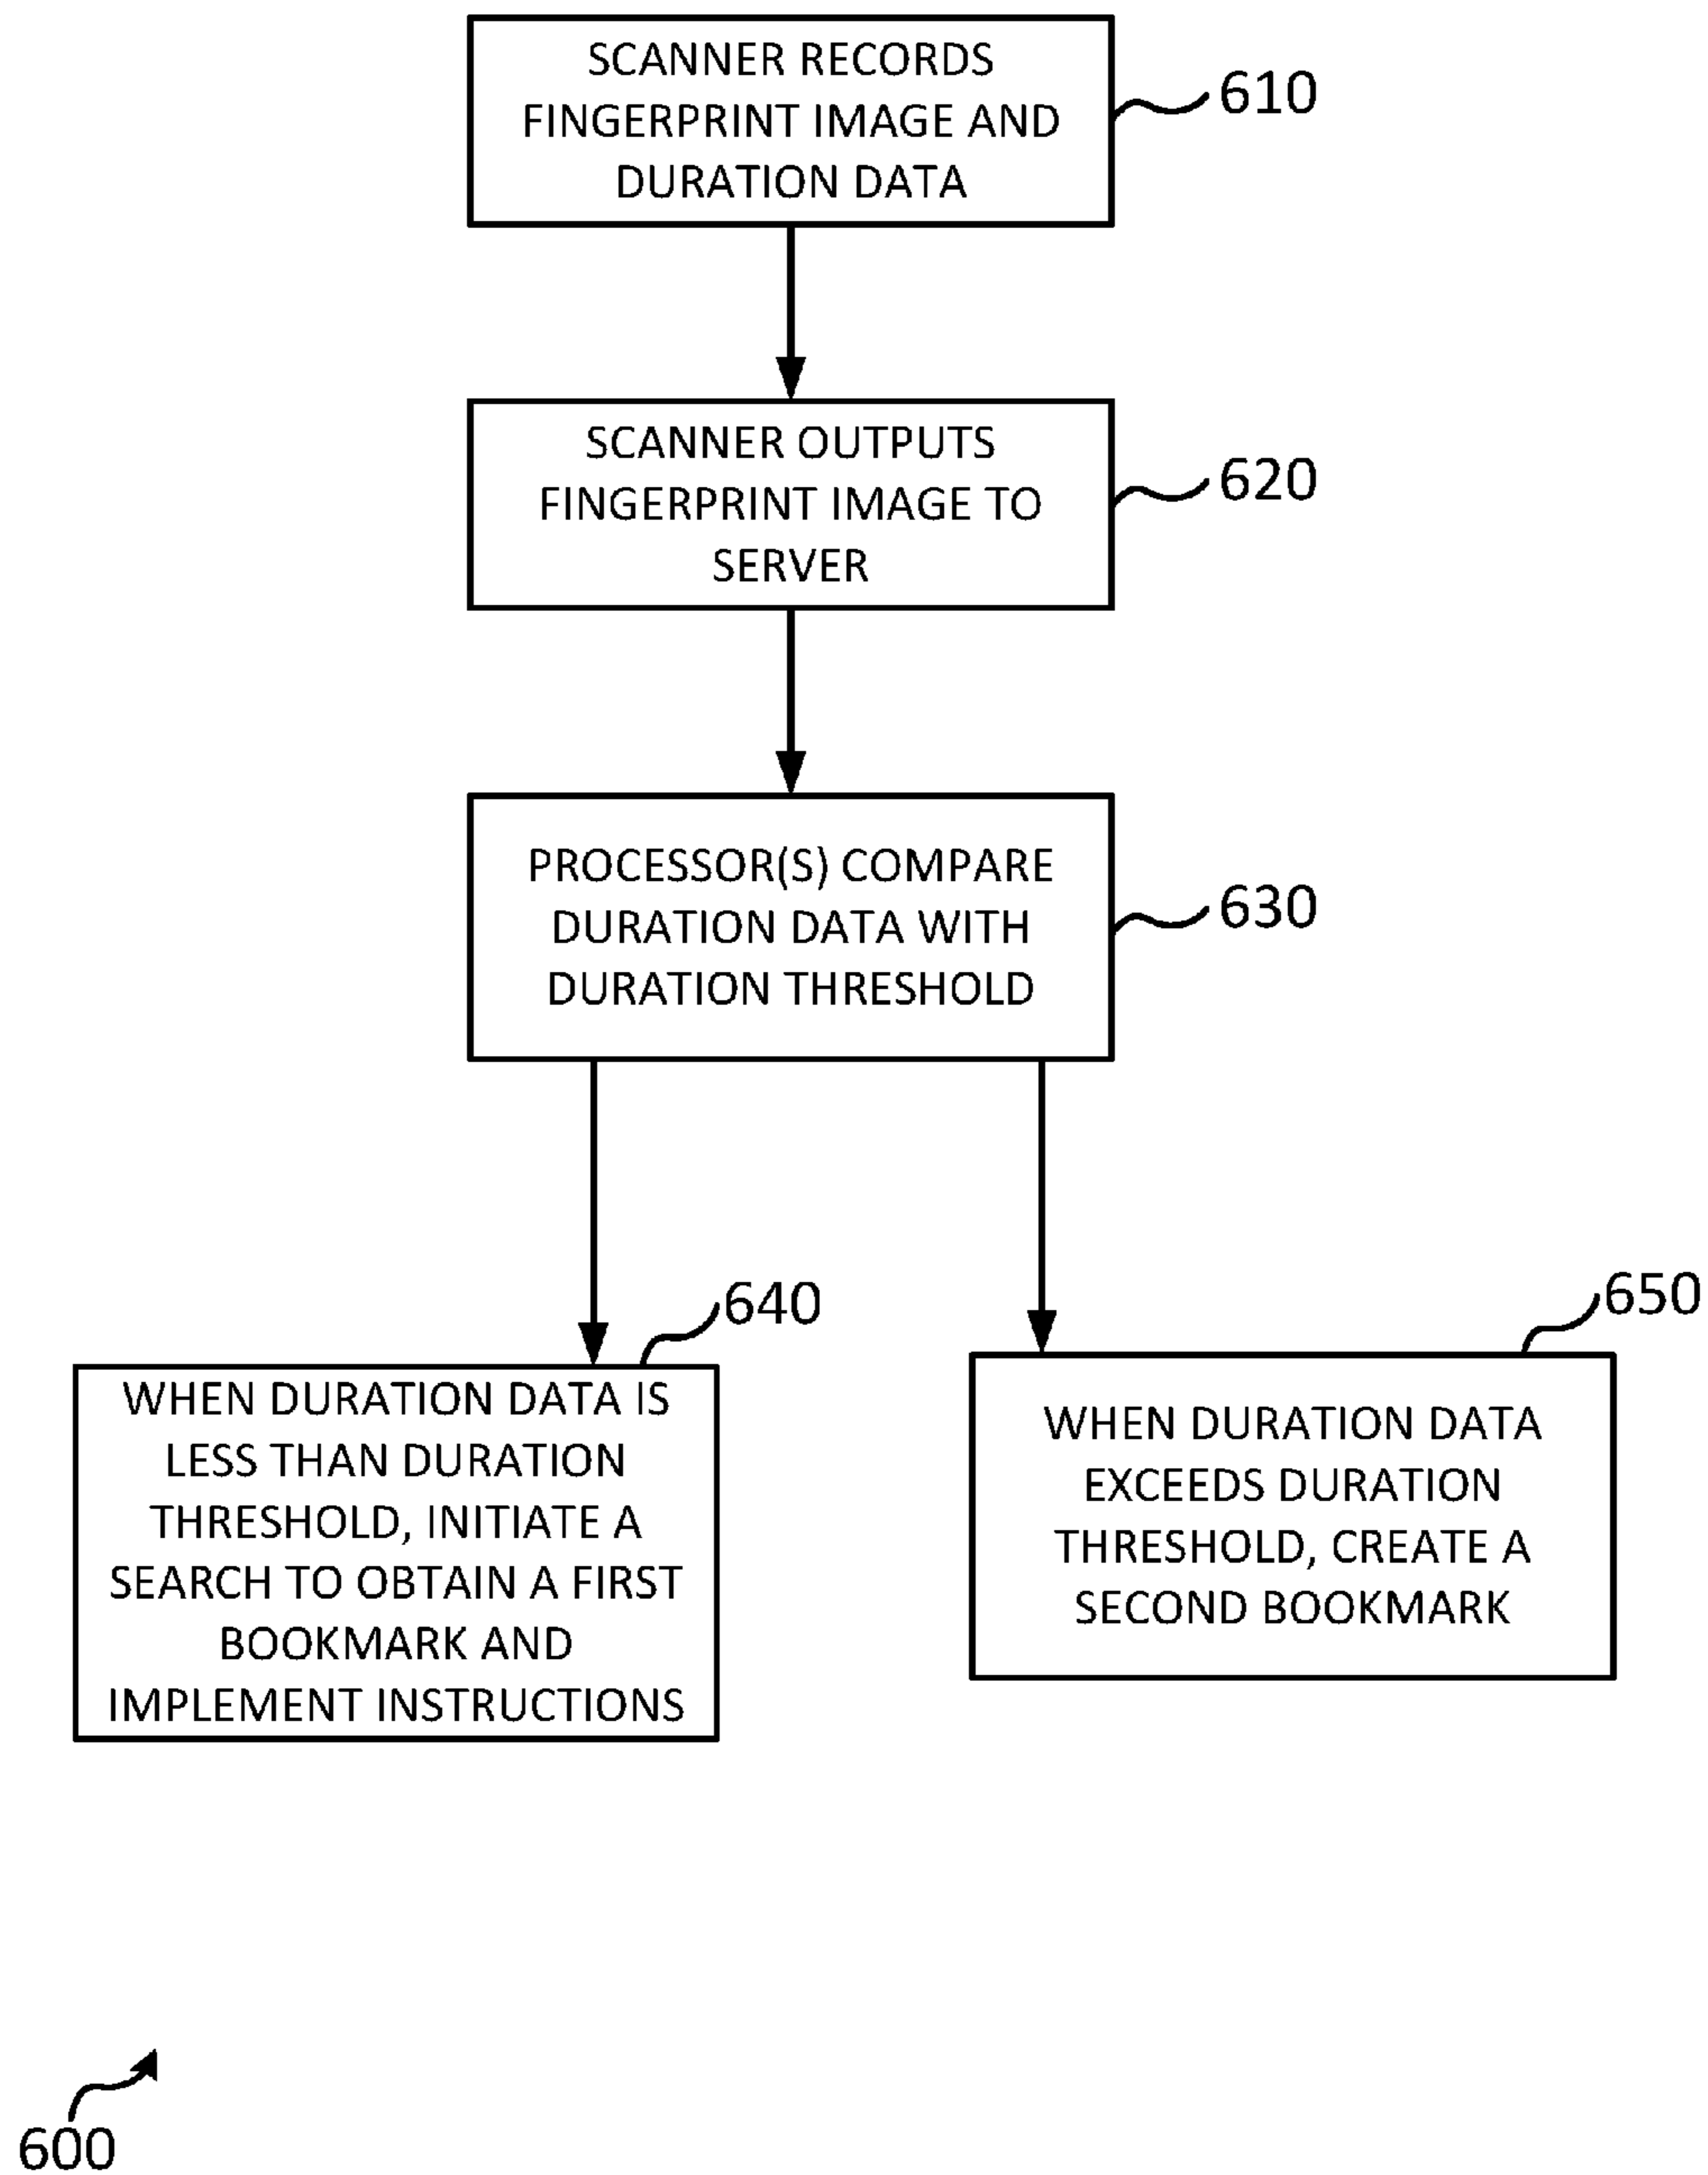 SCANNER RECORDS
FINGERPRINT IMAGE AND
DURATION DATA
610
SCANNER OUTPUTS
FINGERPRINT IMAGE TO
SERVER
620
PROCESSOR(S) COMPARE
DURATION DATA WITH
DURATION THRESHOLD
630
640
WHEN DURATION DATA IS
LESS THAN DURATION
THRESHOLD, INITIATE A
SEARCH TO OBTAIN A FIRST
BOOKMARK AND
IMPLEMENT INSTRUCTIONS
650
WHEN DURATION DATA
EXCEEDS DURATION
THRESHOLD, CREATE A
SECOND BOOKMARK
600